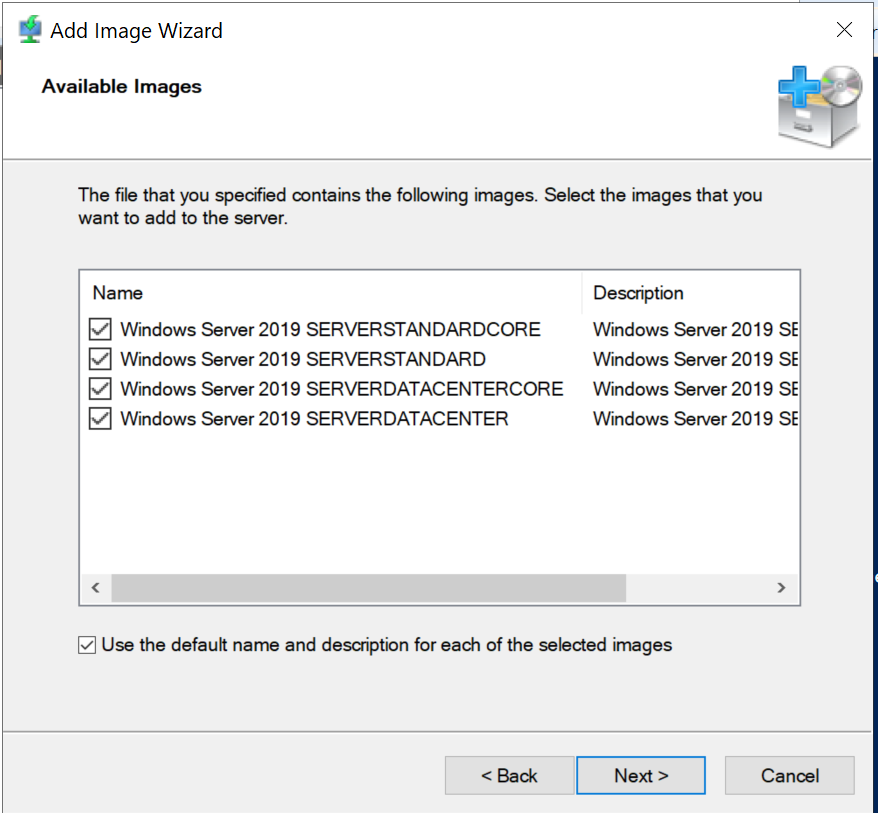 Add Image Wizard
Available Images
The file that you specified contains the following images. Select the images that you
want to add to the server.
Name Description
Windows Server 2019 SERVERSTANDARDCORE Windows Server 2019 SE
Windows Server 2019 SERVERSTANDARD Windows Server 2019 SE
Windows Server 2019 SERVERDATACENTERCORE Windows Server 2019 SE
Windows Server 2019 SERVERDATACENTER Windows Server 2019 SE
Use the default name and description for each of the selected images
< Back Next > Cancel